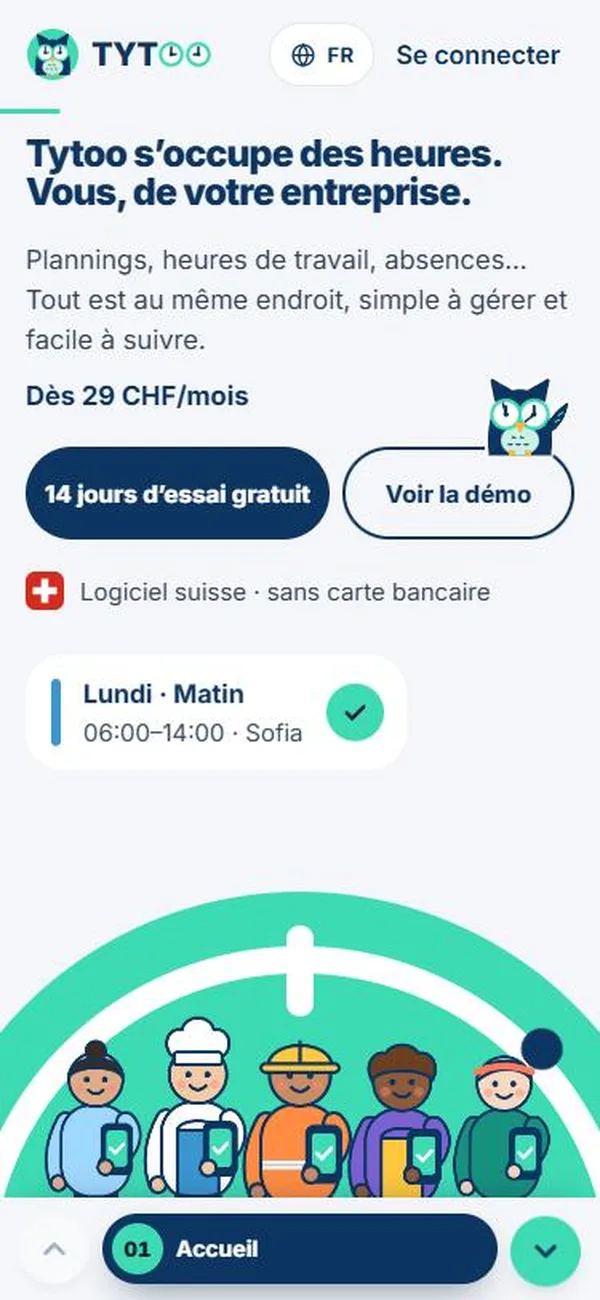 TYTOO
FR
Se connecter
Tytoo s’occupe des heures.
Vous, de votre entreprise.
Plannings, heures de travail, absences...
Tout est au même endroit, simple à gérer et
facile à suivre.
Dès 29 CHF/mois
14 jours d’essai gratuit
Voir la démo
Logiciel suisse · sans carte bancaire
Lundi · Matin
06:00–14:00 · Sofia
01 Accueil